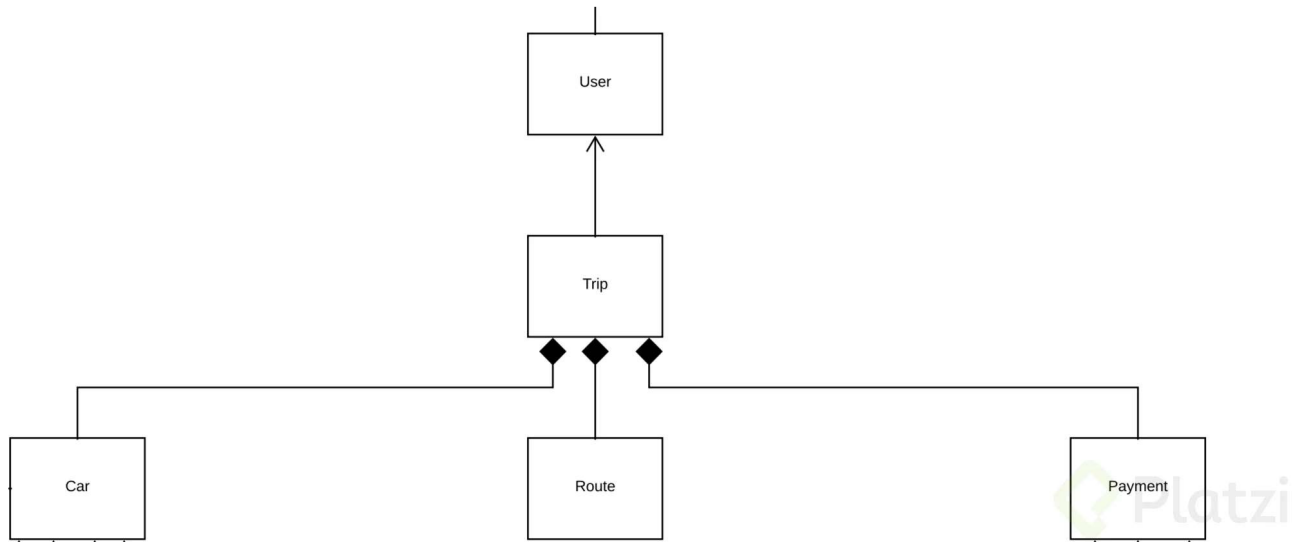 User
Trip
Car
Route
Payment
Platzi